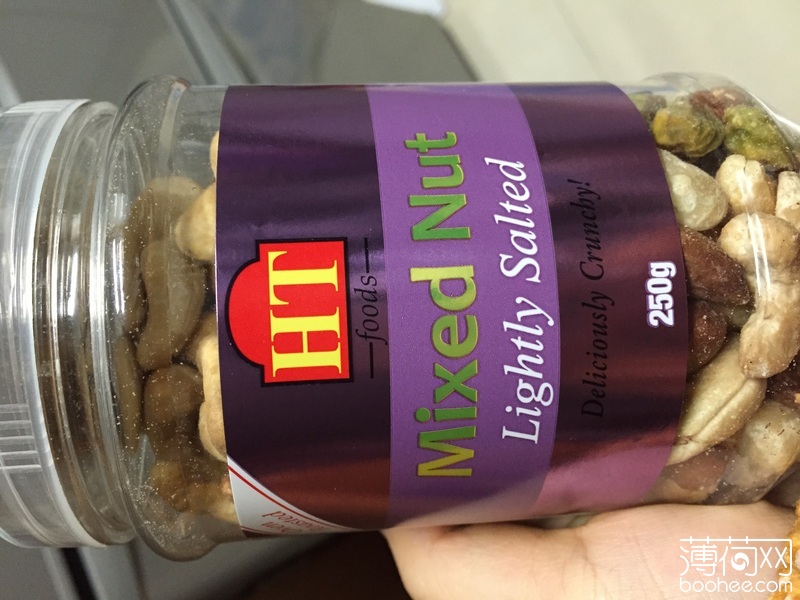 HT
foods
Mixed Nut
Lightly Salted
Deliciously Crunchy!
250g
薄荷网
boohee.com